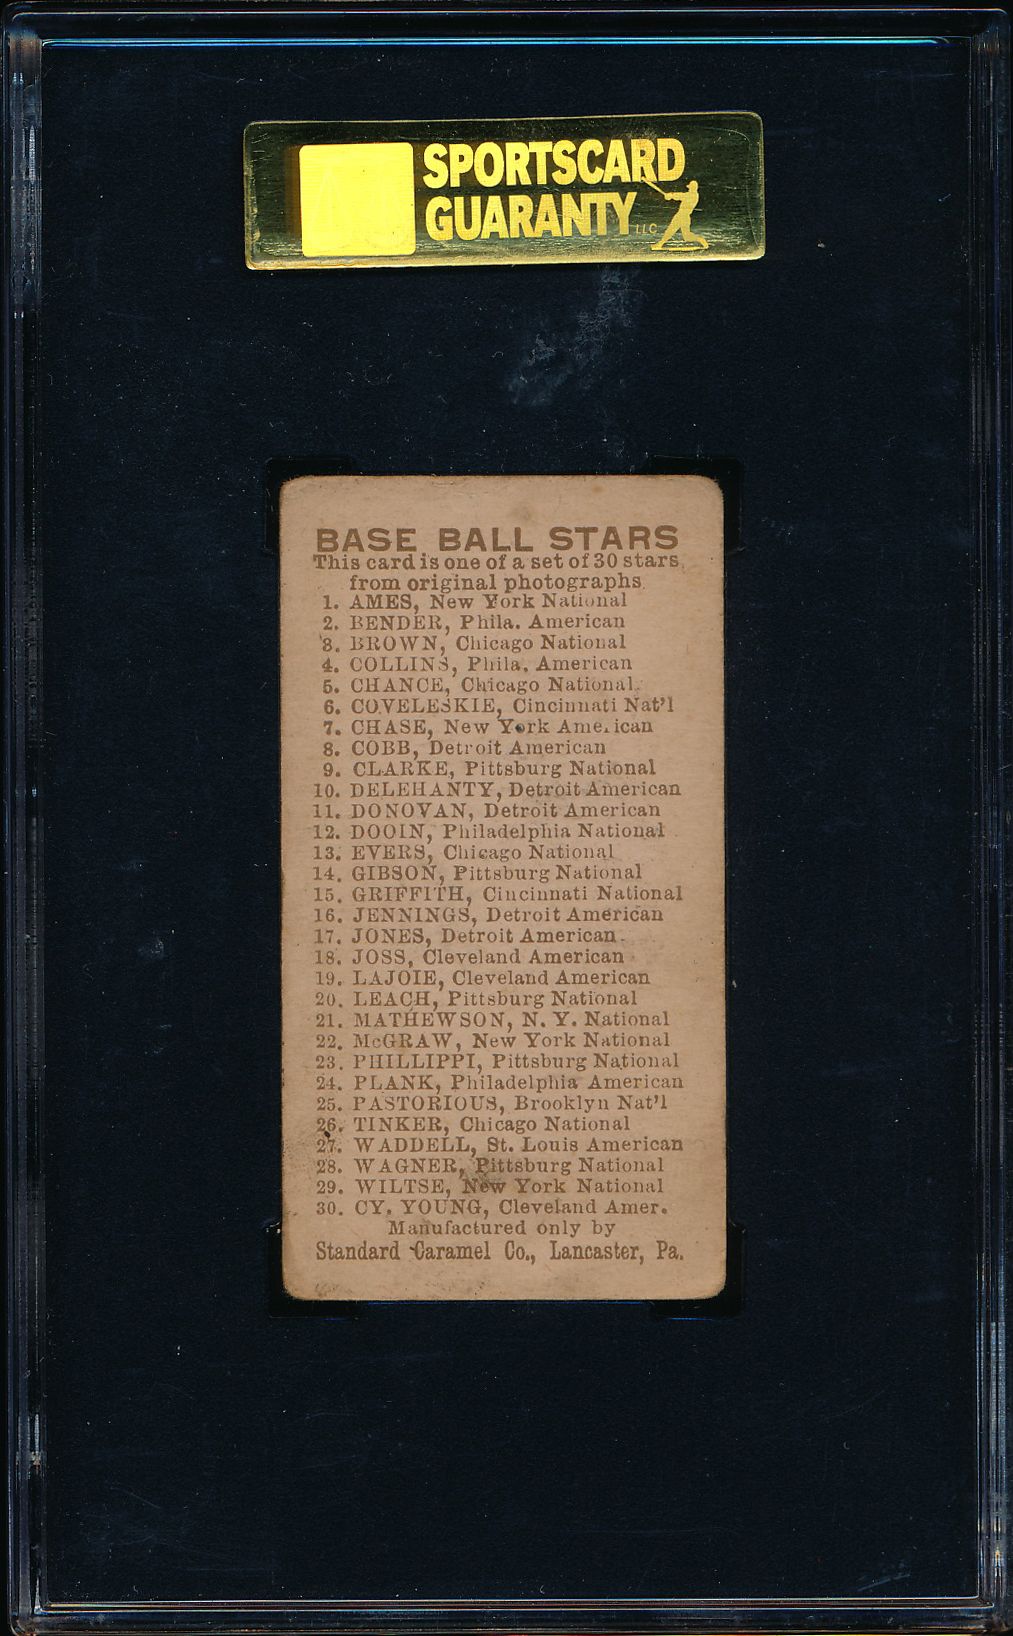 SPORTSCARD
GUARANTY LLC
BASE BALL STARS
This card is one of a set of 30 stars,
from original photographs.
1. AMES, New York National
2. BENDER, Phila. American
3. BROWN, Chicago National
4. COLLINS, Phila. American
5. CHANCE, Chicago National.
6. COVELESKIE, Cincinnati Nat'l
7. CHASE, New York American
8. COBB, Detroit American
9. CLARKE, Pittsburg National
10. DELEHANTY, Detroit American
11. DONOVAN, Detroit American
12. DOOIN, Philadelphia National
13. EVERS, Chicago National
14. GIBSON, Pittsburg National
15. GRIFFITH, Cincinnati National
16. JENNINGS, Detroit American
17. JONES, Detroit American.
18. JOSS, Cleveland American
19. LAJOIE, Cleveland American
20. LEACH, Pittsburg National
21. MATHEWSON, N. Y. National
22. McGRAW, New York National
23. PHILLIPPI, Pittsburg National
24. PLANK, Philadelphia American
25. PASTORIOUS, Brooklyn Nat'l
26. TINKER, Chicago National
27. WADDELL, St. Louis American
28. WAGNER, Pittsburg National
29. WILTSE, New York National
30. CY. YOUNG, Cleveland Amer.
Manufactured only by
Standard Caramel Co., Lancaster, Pa.